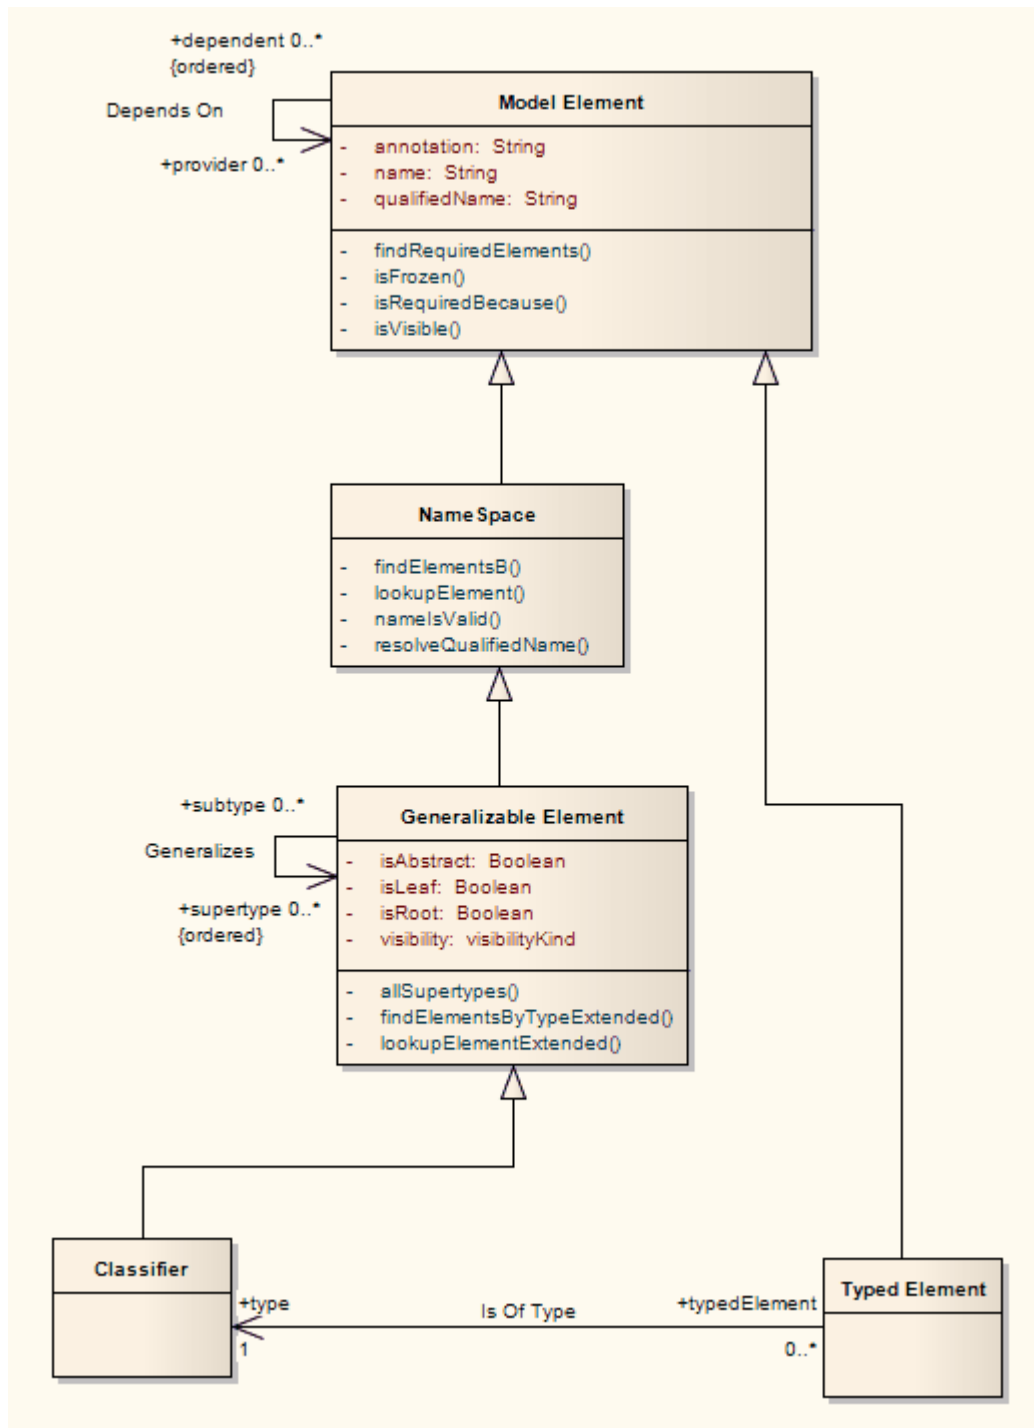 +dependent 0..*
{ordered}
Depends On
+provider 0..*
Model Element
- annotation: String
- name: String
- qualifiedName: String
- findRequiredElements()
- isFrozen()
- isRequiredBecause()
- isVisible()
NameSpace
- findElementsB()
- lookupElement()
- nameIsValid()
- resolveQualifiedName()
+subtype 0..*
Generalizes
+supertype 0..*
{ordered}
Generalizable Element
- isAbstract: Boolean
- isLeaf: Boolean
- isRoot: Boolean
- visibility: visibilityKind
- allSupertypes()
- findElementsByTypeExtended()
- lookupElementExtended()
Classifier
+type
1
Is Of Type
+typedElement
0..*
Typed Element